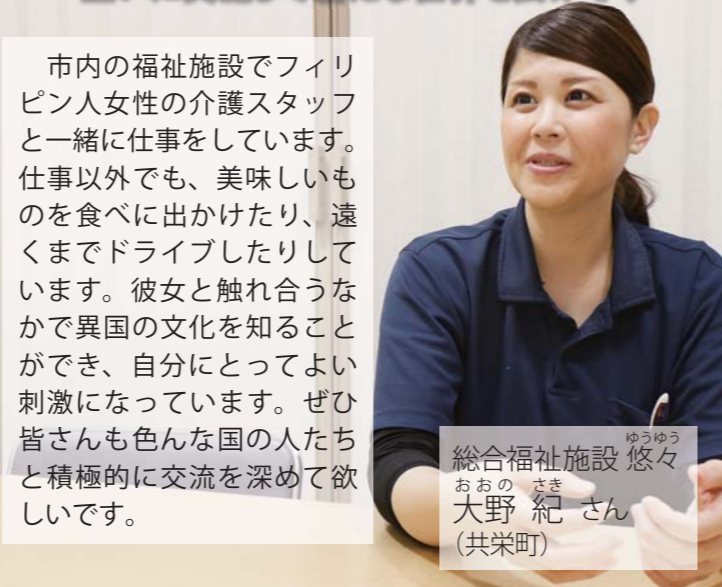 市内の福祉施設でフィリ
ピン人女性の介護スタッフ
と一緒に仕事をしています。
仕事以外でも、美味しいも
のを食べに出かけたり、遠
くまでドライブしたりして
います。彼女と触れ合うな
かで異国の文化を知ること
ができ、自分にとってよい
刺激になっています。ぜひ
皆さんも色んな国の人たち
と積極的に交流を深めて欲
しいです。
ゆうゆう
総合福祉施設 悠々
おおの さき
大野 紀 さん
（共栄町）